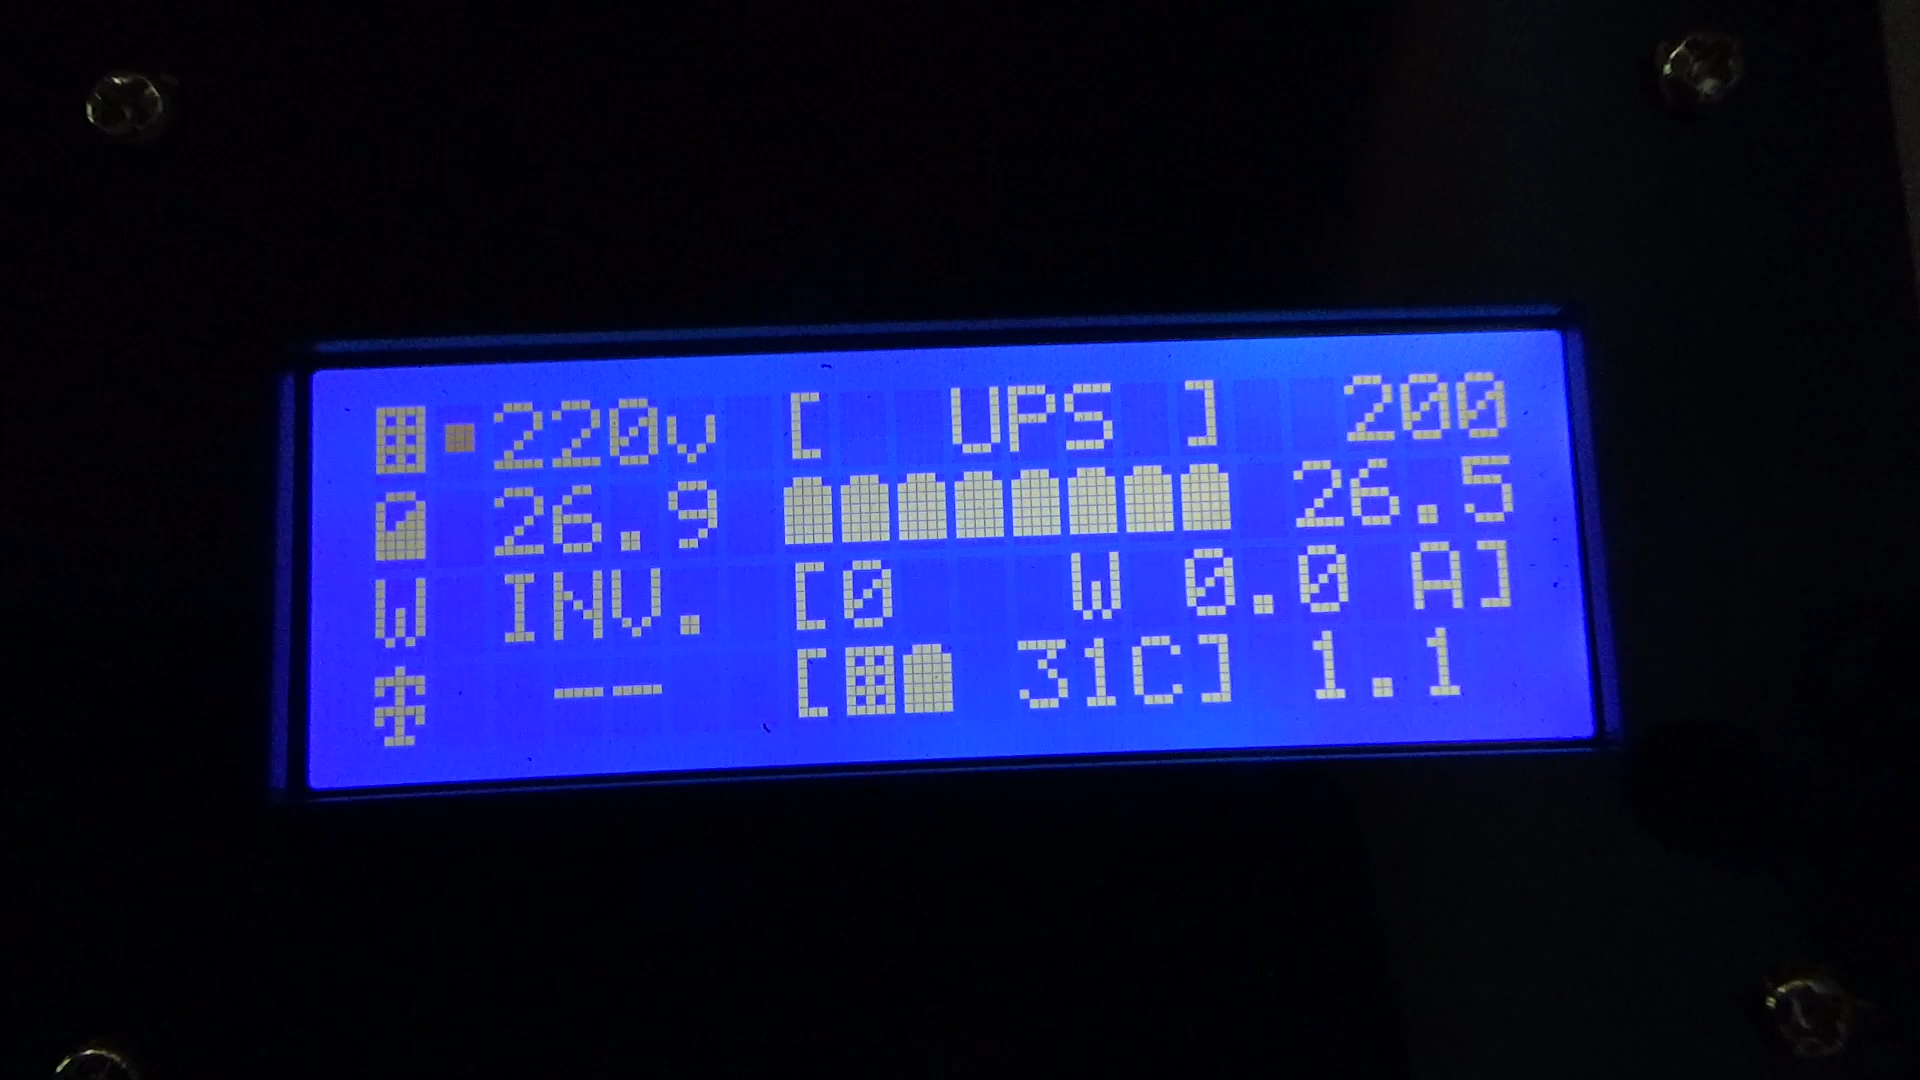 220v [ UPS ] 200
26.9 26.5
W INV. [0 W 0.0 A]
-- [ 31C] 1.1